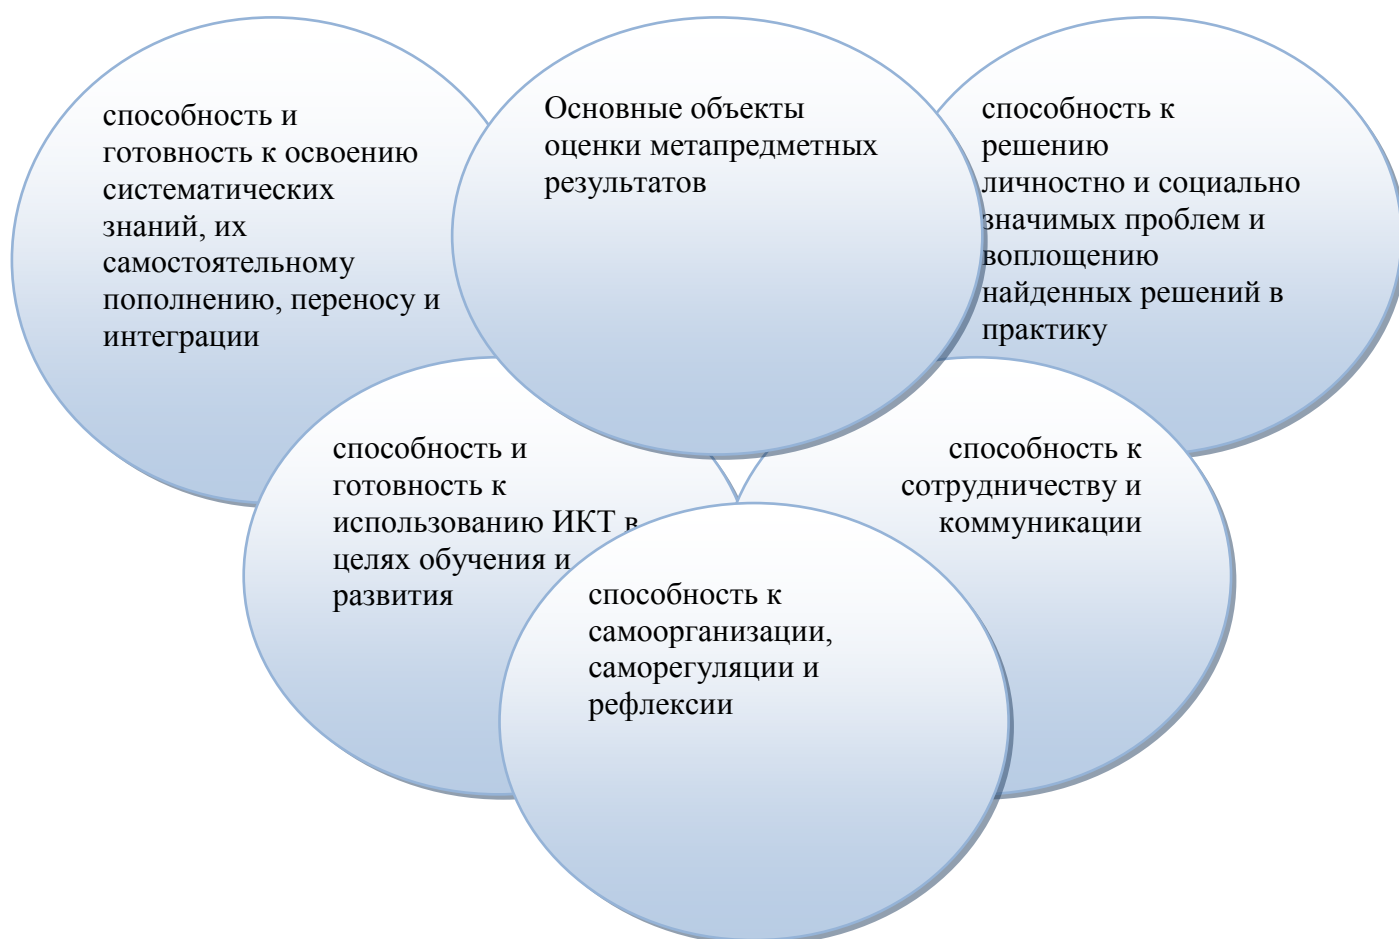 способность и
готовность к освоению
систематических
знаний, их
самостоятельному
пополнению, переносу и
интеграции
Основные объекты
оценки метапредметных
результатов
способность к
решению
личностно и социально
значимых проблем и
воплощению
найденных решений в
практику
способность и
готовность к
использованию ИКТ в
целях обучения и
развития
способность к
сотрудничеству и
коммуникации
способность к
самоорганизации,
саморегуляции и
рефлексии